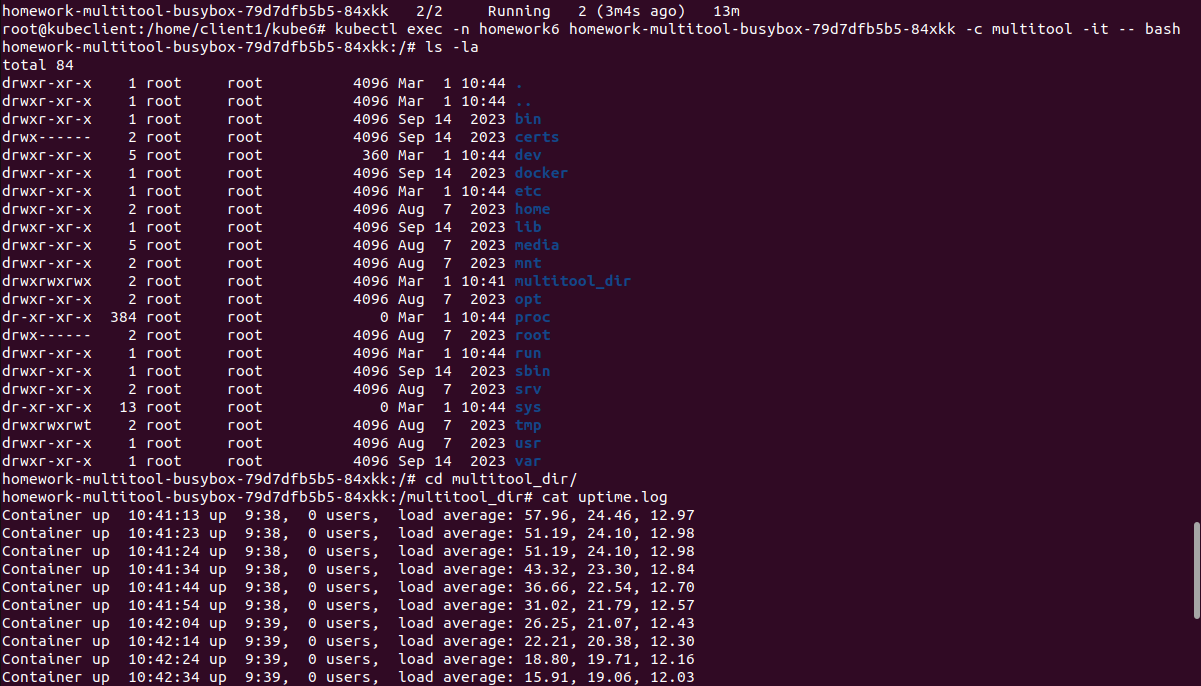 homework-multitool-busybox-79d7dfb5b5-84xkk   2/2     Running   2 (3m4s ago)   13m
root@kubeclient:/home/client1/kube6# kubectl exec -n homework6 homework-multitool-busybox-79d7dfb5b5-84xkk -c multitool -it -- bash
homework-multitool-busybox-79d7dfb5b5-84xkk:/# ls -la
total 84
drwxr-xr-x    1 root     root          4096 Mar  1 10:44 .
drwxr-xr-x    1 root     root          4096 Mar  1 10:44 ..
drwxr-xr-x    1 root     root          4096 Sep 14  2023 bin
drwx------    2 root     root          4096 Sep 14  2023 certs
drwxr-xr-x    5 root     root           360 Mar  1 10:44 dev
drwxr-xr-x    1 root     root          4096 Sep 14  2023 docker
drwxr-xr-x    1 root     root          4096 Mar  1 10:44 etc
drwxr-xr-x    2 root     root          4096 Aug  7  2023 home
drwxr-xr-x    1 root     root          4096 Sep 14  2023 lib
drwxr-xr-x    5 root     root          4096 Aug  7  2023 media
drwxr-xr-x    2 root     root          4096 Aug  7  2023 mnt
drwxrwxrwx    2 root     root          4096 Mar  1 10:41 multitool_dir
drwxr-xr-x    2 root     root          4096 Aug  7  2023 opt
dr-xr-xr-x  384 root     root             0 Mar  1 10:44 proc
drwx------    2 root     root          4096 Aug  7  2023 root
drwxr-xr-x    1 root     root          4096 Mar  1 10:44 run
drwxr-xr-x    1 root     root          4096 Sep 14  2023 sbin
drwxr-xr-x    2 root     root          4096 Aug  7  2023 srv
dr-xr-xr-x   13 root     root             0 Mar  1 10:44 sys
drwxrwxrwt    2 root     root          4096 Aug  7  2023 tmp
drwxr-xr-x    1 root     root          4096 Aug  7  2023 usr
drwxr-xr-x    1 root     root          4096 Sep 14  2023 var
homework-multitool-busybox-79d7dfb5b5-84xkk:/# cd multitool_dir/
homework-multitool-busybox-79d7dfb5b5-84xkk:/multitool_dir# cat uptime.log
Container up  10:41:13 up  9:38,  0 users,  load average: 57.96, 24.46, 12.97
Container up  10:41:23 up  9:38,  0 users,  load average: 51.19, 24.10, 12.98
Container up  10:41:24 up  9:38,  0 users,  load average: 51.19, 24.10, 12.98
Container up  10:41:34 up  9:38,  0 users,  load average: 43.32, 23.30, 12.84
Container up  10:41:44 up  9:38,  0 users,  load average: 36.66, 22.54, 12.70
Container up  10:41:54 up  9:38,  0 users,  load average: 31.02, 21.79, 12.57
Container up  10:42:04 up  9:39,  0 users,  load average: 26.25, 21.07, 12.43
Container up  10:42:14 up  9:39,  0 users,  load average: 22.21, 20.38, 12.30
Container up  10:42:24 up  9:39,  0 users,  load average: 18.80, 19.71, 12.16
Container up  10:42:34 up  9:39,  0 users,  load average: 15.91, 19.06, 12.03